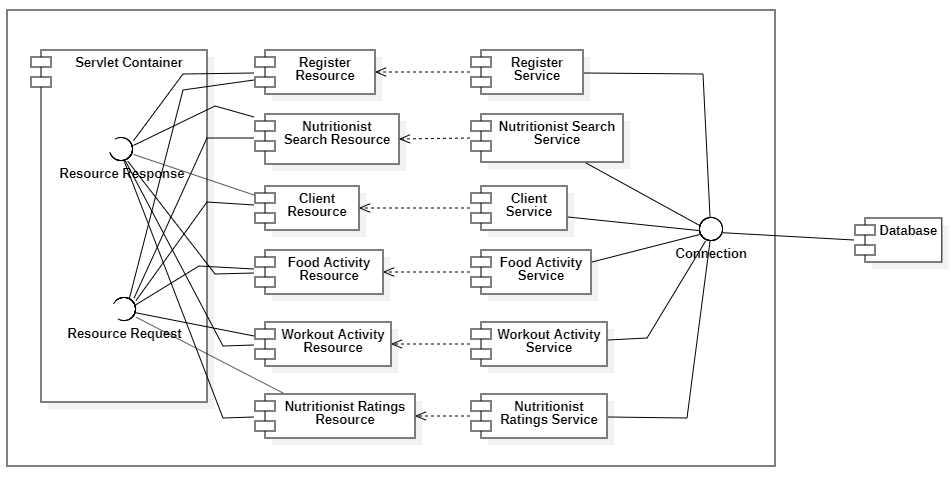 Servlet Container
Register
Resource
Register
Service
Nutritionist
Search Resource
Nutritionist Search
Service
Resource Response
Client
Resource
Client
Service
Connection
Database
Food Activity
Resource
Food Activity
Service
Resource Request
Workout Activity
Resource
Workout Activity
Service
Nutritionist Ratings
Resource
Nutritionist
Ratings Service